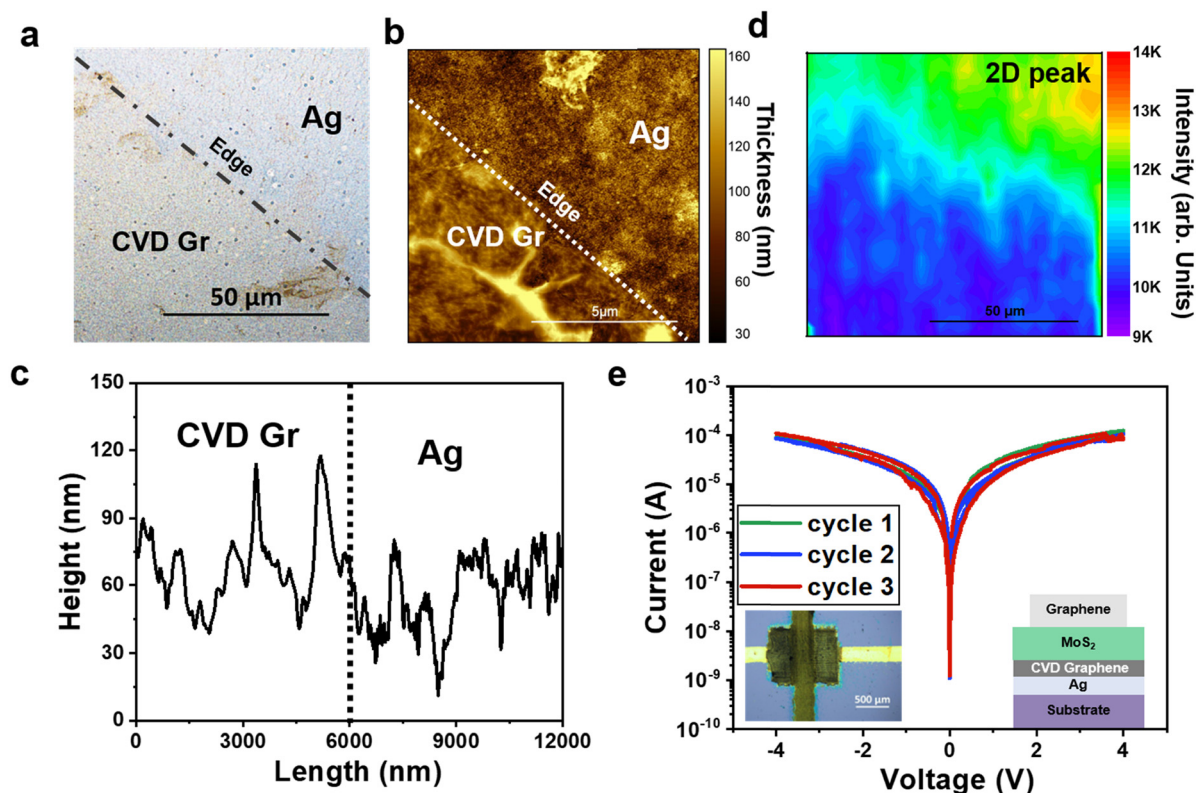 a
Ag
Edge
CVD Gr
50 µm
b
Ag
Edge
CVD Gr
5µm
160
140
120
100
80
60
30
Thickness (nm)
d
2D peak
50 µm
14K
13K
12K
11K
10K
9K
Intensity (arb. Units)
c
CVD Gr
Ag
150
120
90
60
30
0
Height (nm)
0
3000
6000
9000
12000
Length (nm)
e
10⁻³
10⁻⁴
10⁻⁵
10⁻⁶
10⁻⁷
10⁻⁸
10⁻⁹
10⁻¹⁰
Current (A)
cycle 1
cycle 2
cycle 3
500 µm
Graphene
MoS₂
CVD Graphene
Ag
Substrate
-4
-2
0
2
4
Voltage (V)